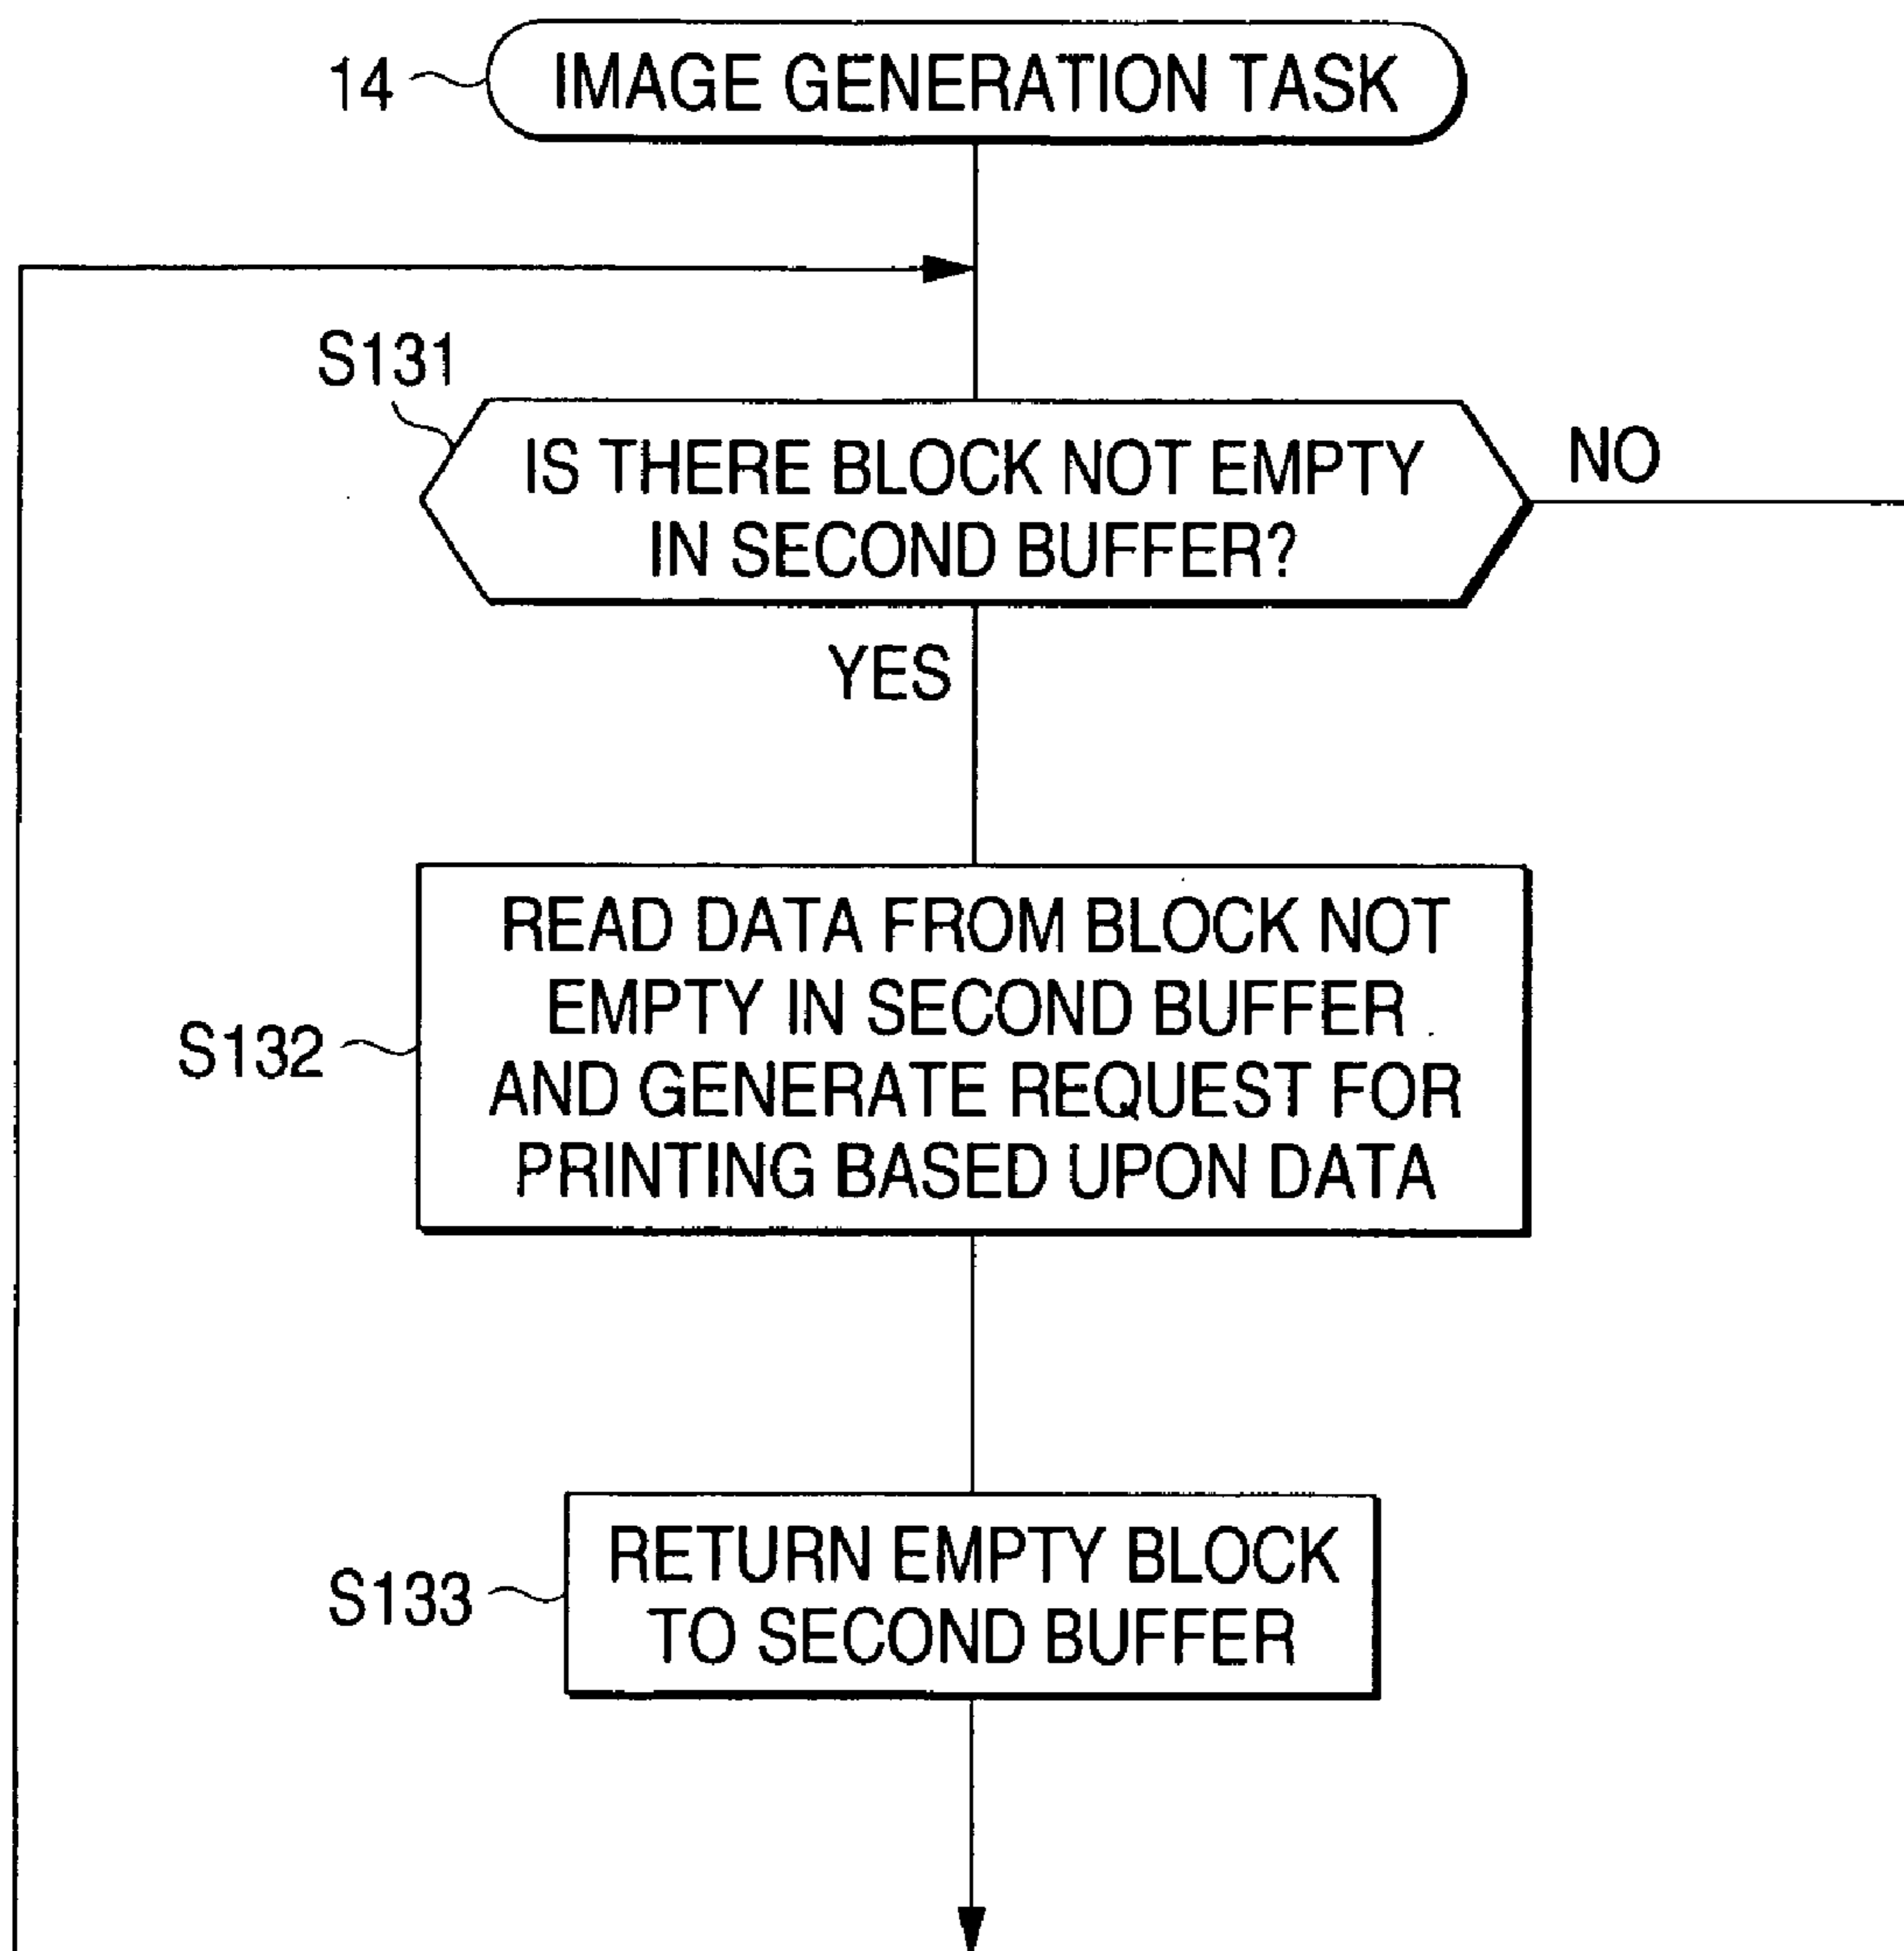 14
IMAGE GENERATION TASK
S131
IS THERE BLOCK NOT EMPTY
IN SECOND BUFFER?
NO
YES
READ DATA FROM BLOCK NOT
EMPTY IN SECOND BUFFER
AND GENERATE REQUEST FOR
PRINTING BASED UPON DATA
S132
RETURN EMPTY BLOCK
TO SECOND BUFFER
S133